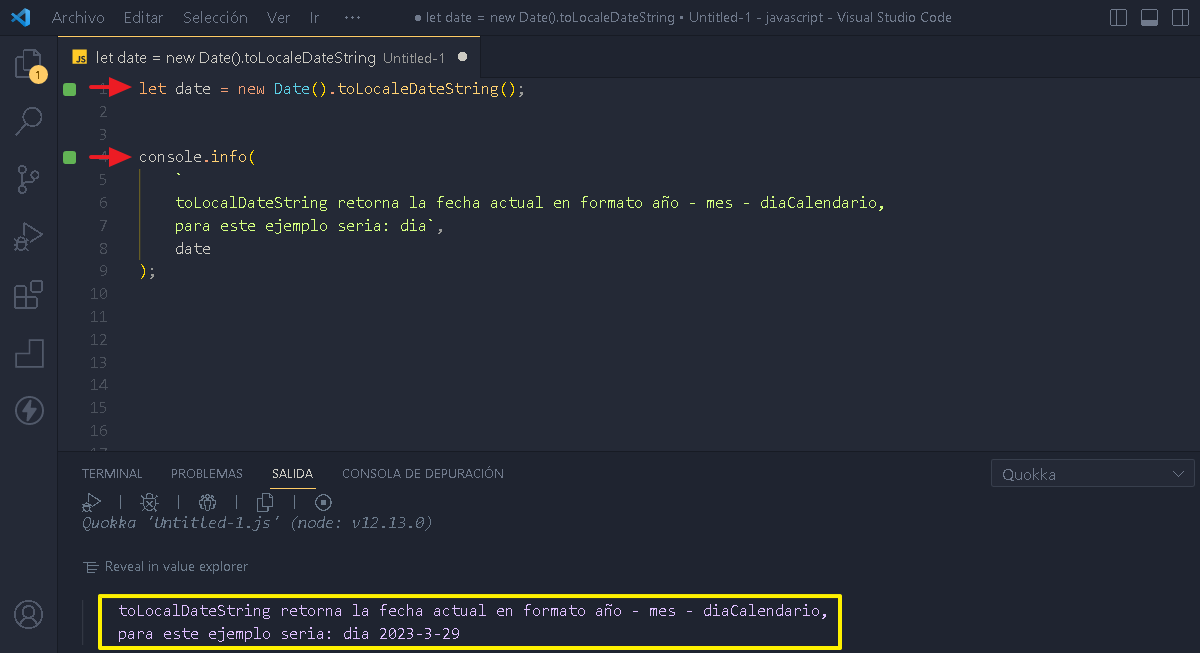 Archivo Editar Selección Ver Ir ··· ● let date = new Date().toLocaleDateString • Untitled-1 - javascript - Visual Studio Code
1
JS let date = new Date().toLocaleDateString Untitled-1 ●
1 let date = new Date().toLocaleDateString();
2
3
4 console.info(
5 `
6 toLocalDateString retorna la fecha actual en formato año - mes - diaCalendario,
7 para este ejemplo seria: dia`,
8 date
9 );
10
11
12
13
14
15
16
17
TERMINAL PROBLEMAS SALIDA CONSOLA DE DEPURACIÓN Quokka
Quokka 'Untitled-1.js' (node: v12.13.0)
Reveal in value explorer
toLocalDateString retorna la fecha actual en formato año - mes - diaCalendario,
para este ejemplo seria: dia 2023-3-29